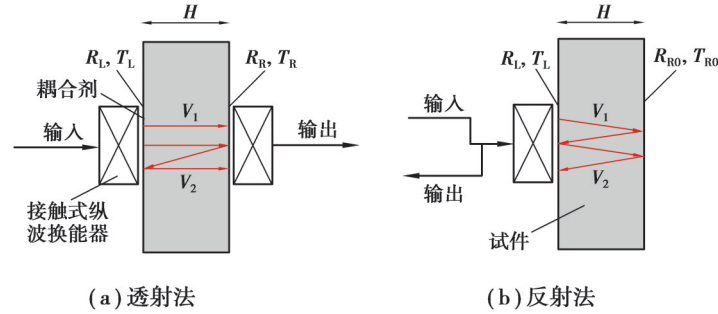 H
R_L, T_L
R_R, T_R
耦合剂
V_1
输入
输出
V_2
接触式纵
波换能器
(a)透射法
H
R_L, T_L
R_R0, T_R0
输入
V_1
输出
V_2
试件
(b)反射法